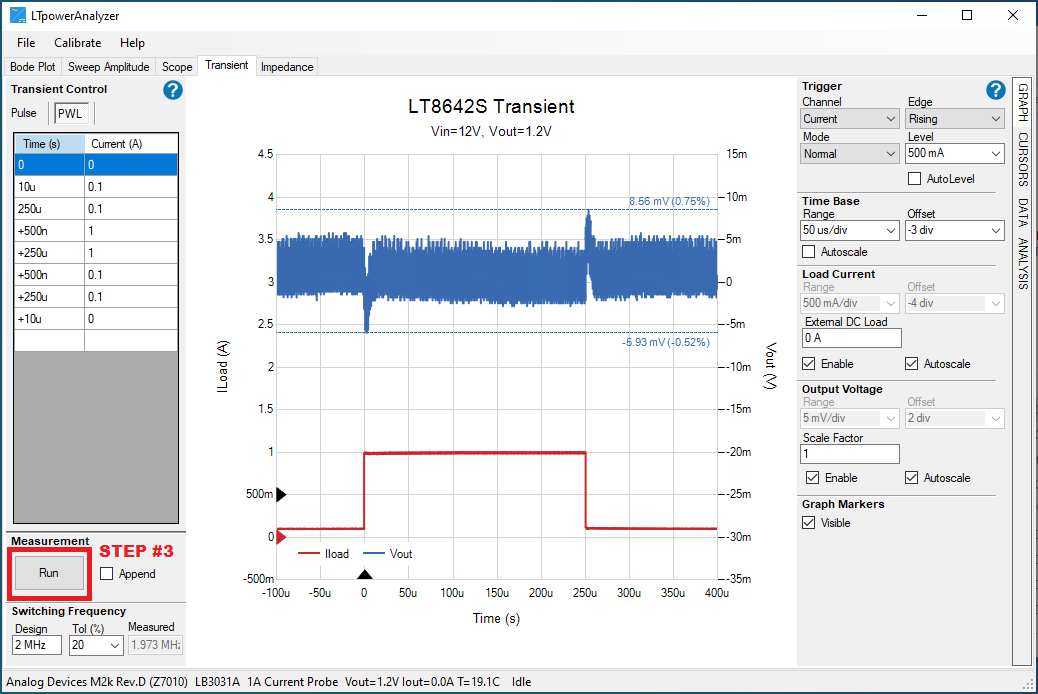 LTpowerAnalyzer
File Calibrate Help
Bode Plot Sweep Amplitude Scope Transient Impedance
Transient Control ?
Pulse PWL
Time (s) Current (A)
0 0
10u 0.1
250u 0.1
+500n 1
+250u 1
+500n 0.1
+250u 0.1
+10u 0
Measurement
STEP #3
Run
Append
Switching Frequency
Design Tol (%) Measured
2 MHz 20 1.973 MHz
LT8642S Transient
Vin=12V, Vout=1.2V
4.5
4
3.5
3
2.5
2
1.5
1
500m
0
-500m
ILoad (A)
8.56 mV (0.75%)
-5.93 mV (-0.52%)
15m
10m
5m
0
-5m
-10m
-15m
-20m
-25m
-30m
-35m
Vout (V)
Iload Vout
-100u -50u 0 50u 100u 150u 200u 250u 300u 350u 400u
Time (s)
Trigger ?
Channel Edge
Current Rising
Mode Level
Normal 500 mA
AutoLevel
Time Base
Range Offset
50 us/div -3 div
Autoscale
Load Current
Range Offset
500 mA/div -4 div
External DC Load
0 A
Enable Autoscale
Output Voltage
Range Offset
5 mV/div 2 div
Scale Factor
1
Enable Autoscale
Graph Markers
Visible
GRAPH
CURSORS
DATA
ANALYSIS
Analog Devices M2k Rev.D (Z7010) LB3031A 1A Current Probe Vout=1.2V Iout=0.0A T=19.1C Idle